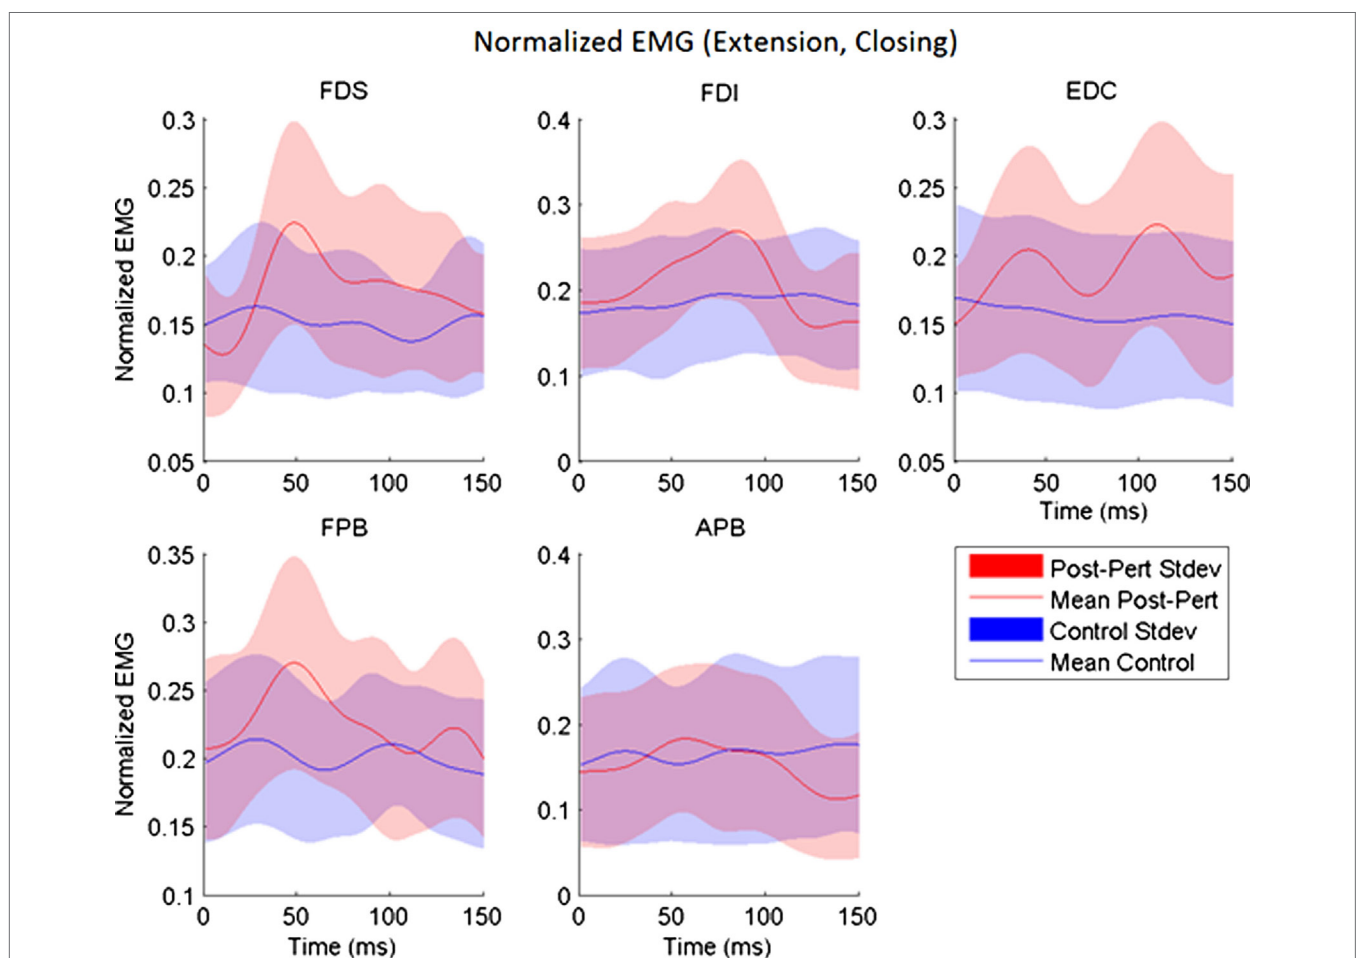 Normalized EMG (Extension, Closing)
FDS
FDI
EDC
Normalized EMG
0.3
0.25
0.2
0.15
0.1
0.05
0 50 100 150
0.4
0.3
0.2
0.1
0
0 50 100 150
0.3
0.25
0.2
0.15
0.1
0.05
0 50 100 150
Time (ms)
FPB
APB
Normalized EMG
0.35
0.3
0.25
0.2
0.15
0.1
0 50 100 150
Time (ms)
0.4
0.3
0.2
0.1
0
0 50 100 150
Time (ms)
Post-Pert Stdev
Mean Post-Pert
Control Stdev
Mean Control